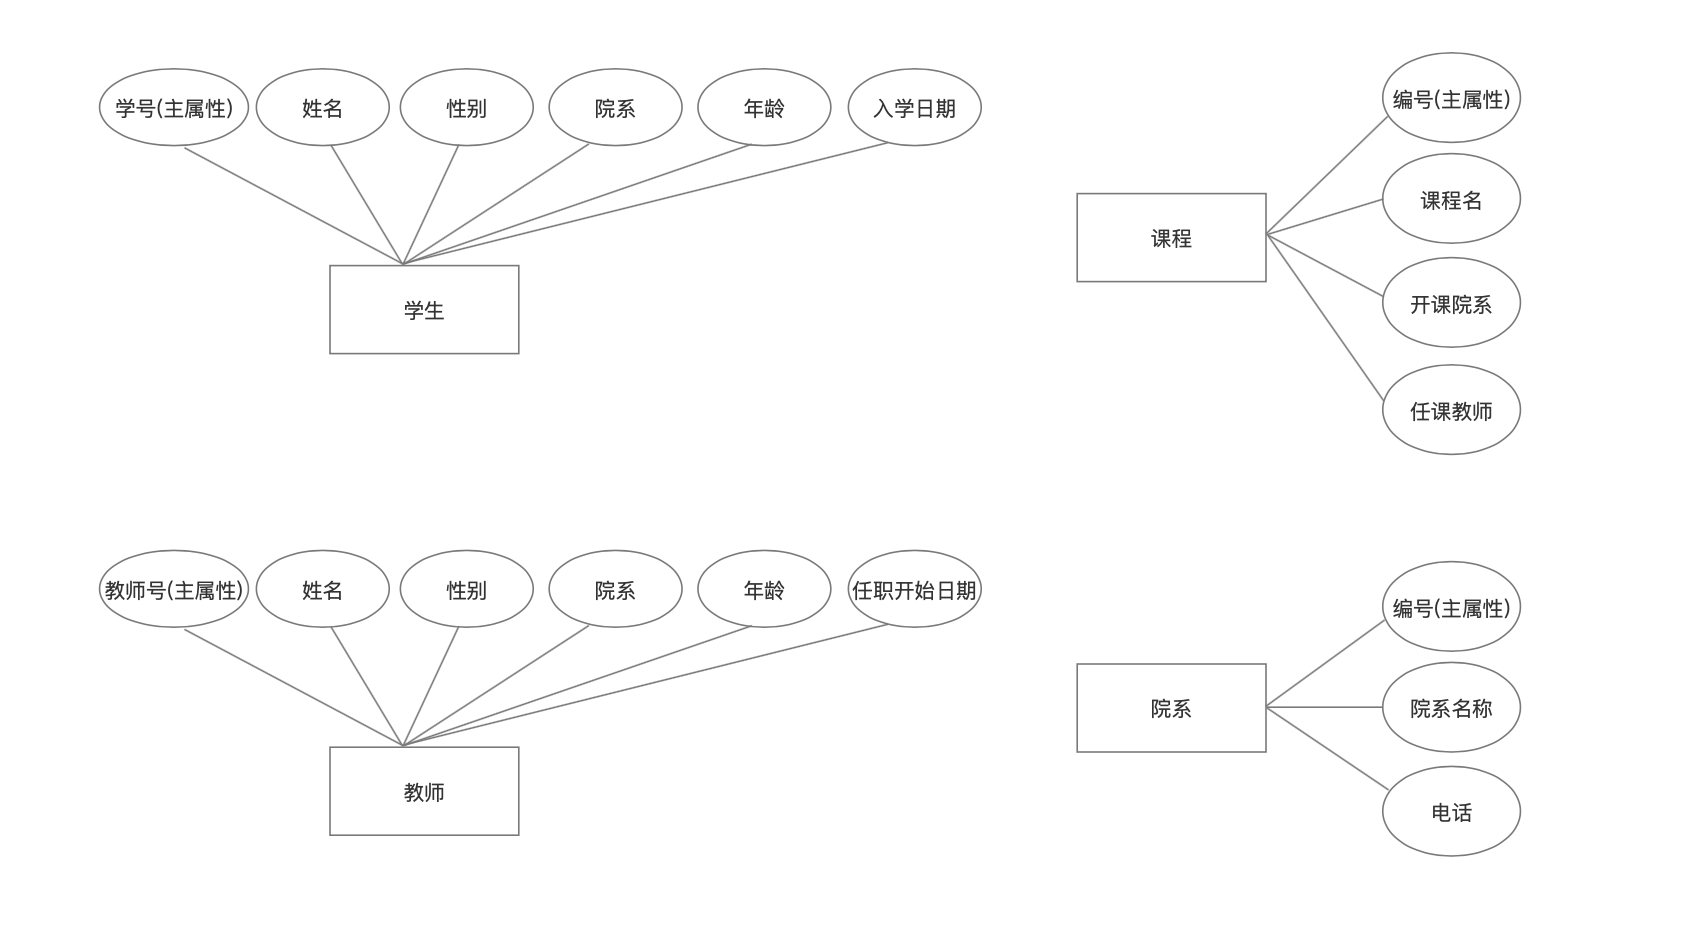 学号(主属性)
姓名
性别
院系
年龄
入学日期
学生
编号(主属性)
课程名
课程
开课院系
任课教师
教师号(主属性)
姓名
性别
院系
年龄
任职开始日期
教师
编号(主属性)
院系
院系名称
电话